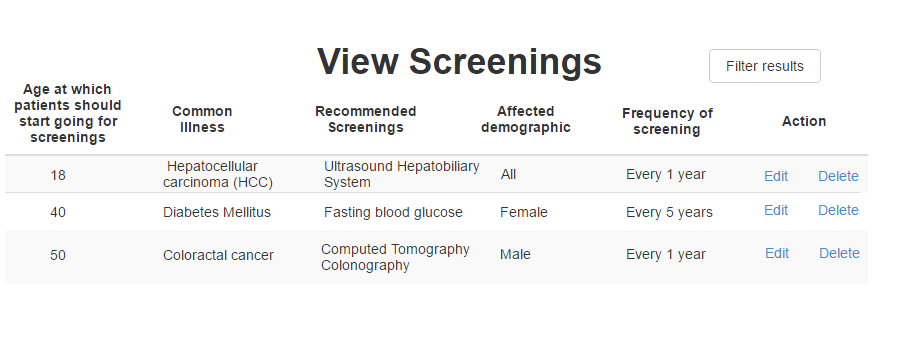 View Screenings
Filter results
Age at which
patients should
start going for
screenings
Common
Illness
Recommended
Screenings
Affected
demographic
Frequency of
screening
Action
18
Hepatocellular
carcinoma (HCC)
Ultrasound Hepatobiliary
System
All
Every 1 year
Edit
Delete
40
Diabetes Mellitus
Fasting blood glucose
Female
Every 5 years
Edit
Delete
50
Coloractal cancer
Computed Tomography
Colonography
Male
Every 1 year
Edit
Delete